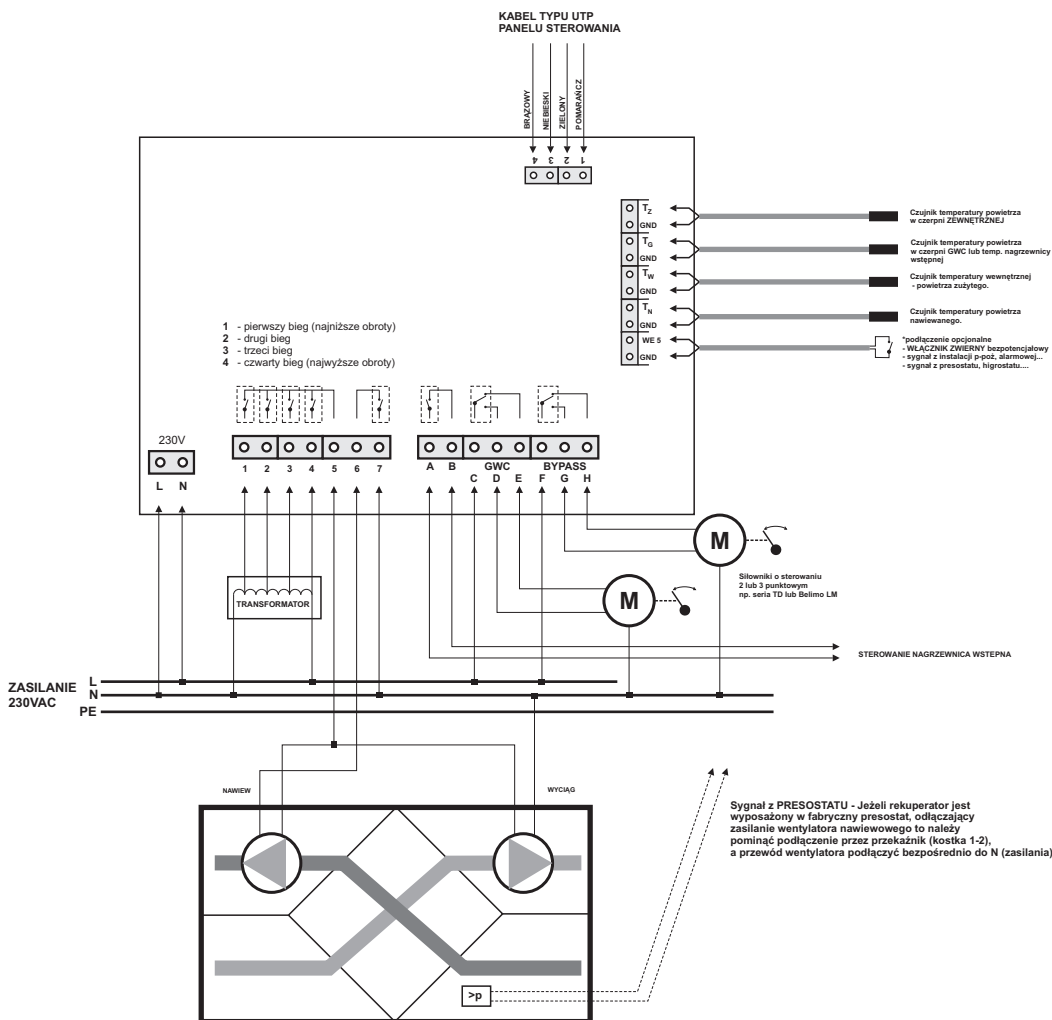 KABEL TYPU UTP
PANELU STEROWANIA
BRĄZOWY
NIEBIESKI
ZIELONY
POMARAŃCZ
4 3 2 1
TZ
GND
TG
GND
TW
GND
TN
GND
WE 5
GND
Czujnik temperatury powietrza
w czerpni ZEWNĘTRZNEJ
Czujnik temperatury powietrza
w czerpni GWC lub temp. nagrzewnicy
wstępnej
Czujnik temperatury wewnętrznej
- powietrza zużytego.
Czujnik temperatury powietrza
nawiewanego.
*podłączenie opcjonalne
- WŁĄCZNIK ZWIERNY bezpotencjałowy
- sygnał z instalacji p-poż, alarmowej...
- sygnał z presostatu, higrostatu....
1 - pierwszy bieg (najniższe obroty)
2 - drugi bieg
3 - trzeci bieg
4 - czwarty bieg (najwyższe obroty)
230V
L N
1 2 3 4 5 6 7
A B GWC BYPASS
C D E F G H
TRANSFORMATOR
M
M
Siłowniki o sterowaniu
2 lub 3 punktowym
np. seria TD lub Belimo LM
STEROWANIE NAGRZEWNICA WSTEPNA
ZASILANIE
230VAC
L
N
PE
NAWIEW
WYCIĄG
>p
Sygnał z PRESOSTATU - Jeżeli rekuperator jest
wyposażony w fabryczny presostat, odłączający
zasilanie wentylatora nawiewowego to należy
pominąć podłączenie przez przekaźnik (kostka 1-2),
a przewód wentylatora podłączyć bezpośrednio do N (zasilania)